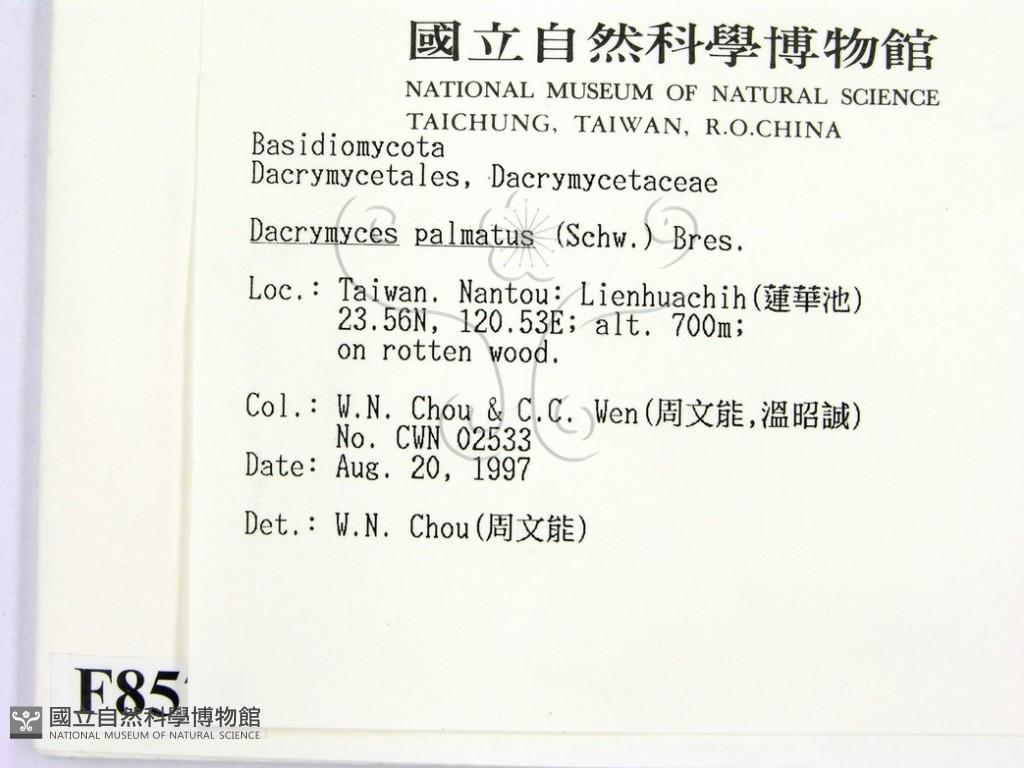 國立自然科學博物館
NATIONAL MUSEUM OF NATURAL SCIENCE
TAICHUNG, TAIWAN, R.O.CHINA
Basidiomycota
Dacrymycetales, Dacrymycetaceae
Dacrymyces palmatus (Schw.) Bres.
Loc.: Taiwan. Nantou: Lienhuachih(蓮華池)
23.56N, 120.53E; alt. 700m;
on rotten wood.
Col.: W.N. Chou & C.C. Wen(周文能,溫昭誠)
No. CWN 02533
Date: Aug. 20, 1997
Det.: W.N. Chou(周文能)
F85
國立自然科學博物館
NATIONAL MUSEUM OF NATURAL SCIENCE